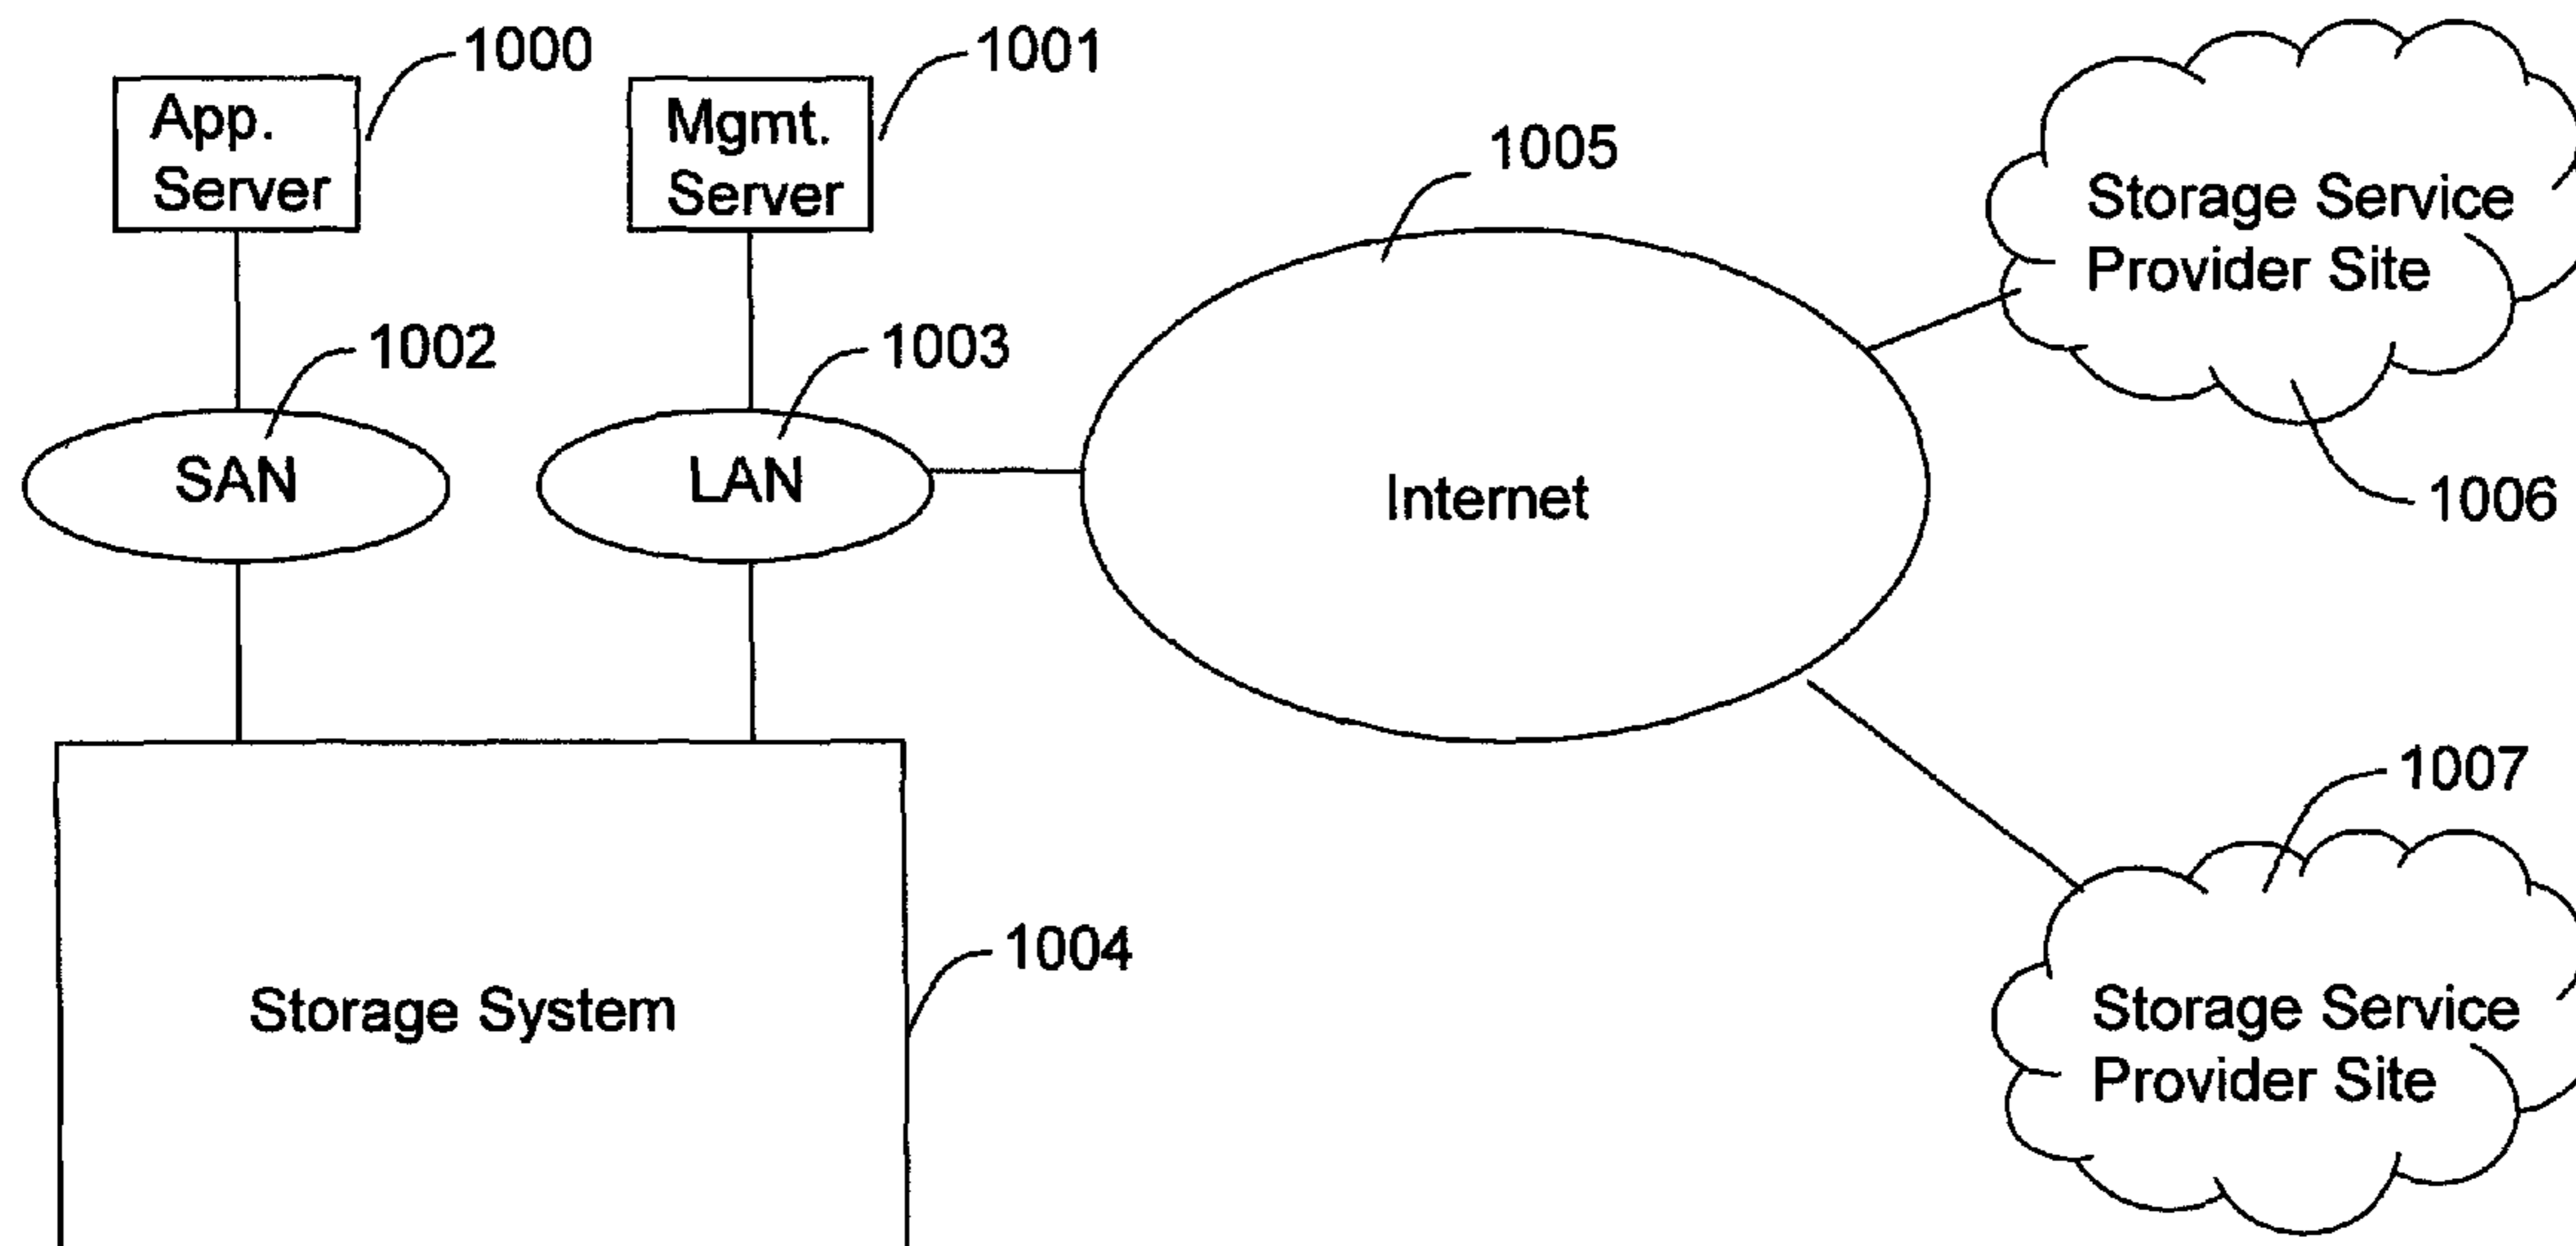 1000
1001
App.
Server
Mgmt.
Server
1005
Storage Service
Provider Site
1002
1003
SAN
LAN
Internet
1006
1007
1004
Storage System
Storage Service
Provider Site